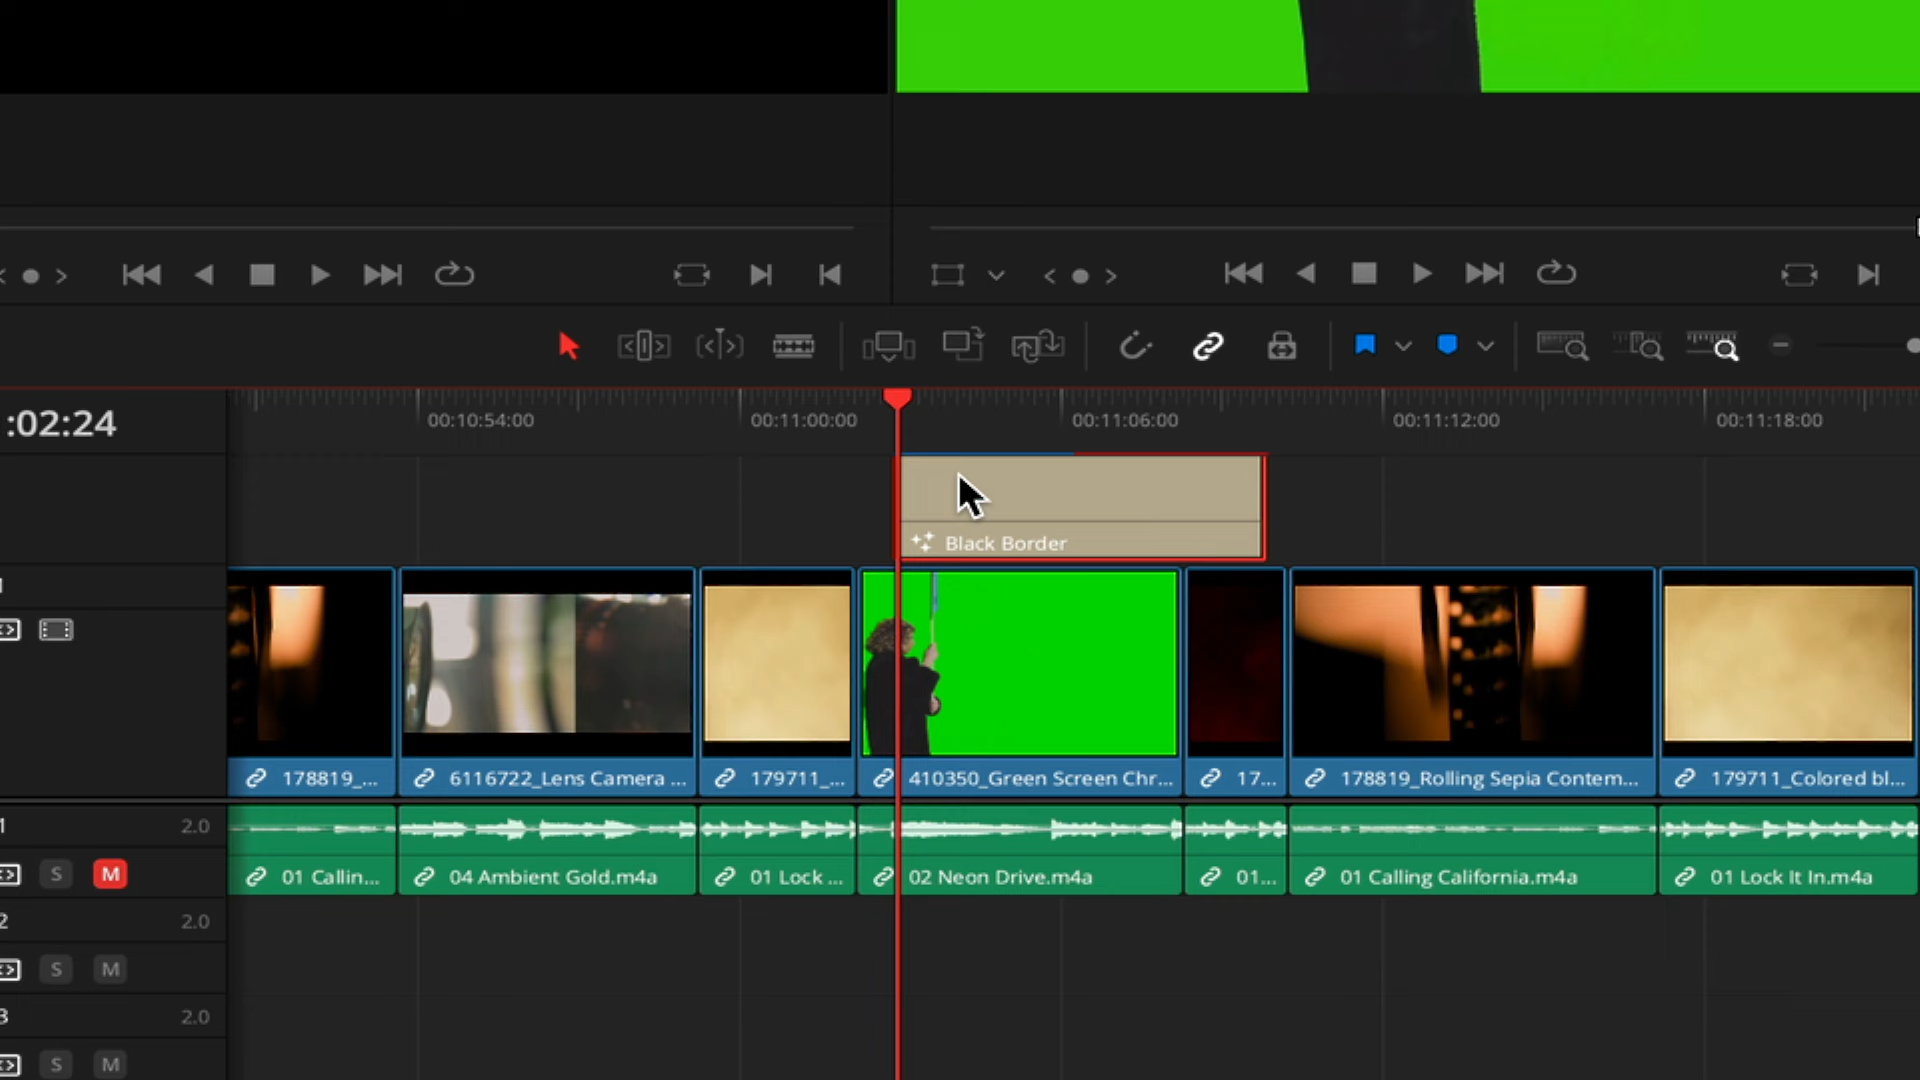 :02:24
00:10:54:00
00:11:00:00
00:11:06:00
00:11:12:00
00:11:18:00
Black Border
178819_...
6116722_Lens Camera ...
179711_...
410350_Green Screen Chr...
17...
178819_Rolling Sepia Contem...
179711_Colored bl...
1
2.0
S
M
01 Callin...
04 Ambient Gold.m4a
01 Lock ...
02 Neon Drive.m4a
01...
01 Calling California.m4a
01 Lock It In.m4a
2
2.0
S
M
3
2.0
S
M